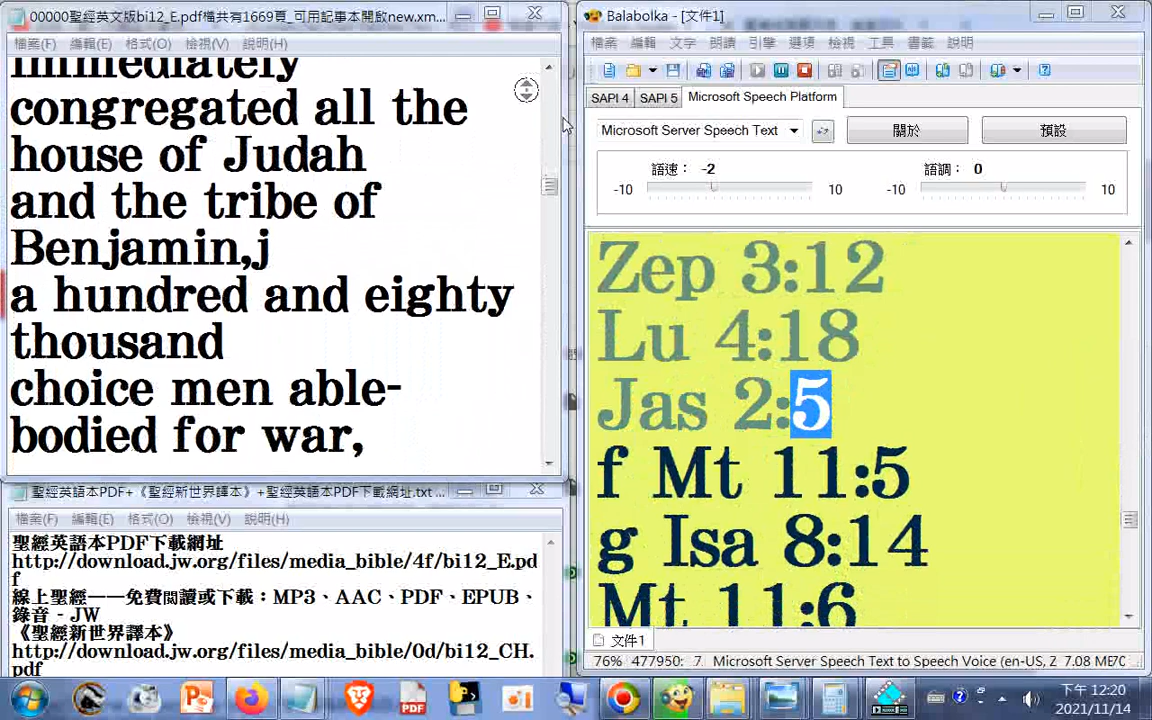 00000聖經英文版bi12_E.pdf檔共有1669頁_可用記事本開啟new.xm...
檔案(F) 編輯(E) 格式(O) 檢視(V) 說明(H)
immediately
congregated all the
house of Judah
and the tribe of
Benjamin,j
a hundred and eighty
thousand
choice men able-
bodied for war,
聖經英語本PDF+《聖經新世界譯本》+聖經英語本PDF下載網址.txt ...
檔案(F) 編輯(E) 格式(O) 檢視(V) 說明(H)
聖經英語本PDF下載網址
http://download.jw.org/files/media_bible/4f/bi12_E.pd
f
線上聖經——免費閱讀或下載：MP3、AAC、PDF、EPUB、
錄音 - JW
《聖經新世界譯本》
http://download.jw.org/files/media_bible/0d/bi12_CH.
pdf
Balabolka - [文件1]
檔案 編輯 文字 朗讀 引擎 選項 檢視 工具 書籤 說明
SAPI 4 SAPI 5 Microsoft Speech Platform
Microsoft Server Speech Text 關於 預設
語速： -2 語調： 0
-10 10 -10 10
Zep 3:12
Lu 4:18
Jas 2:5
f Mt 11:5
g Isa 8:14
Mt 11:6
文件1
76% 477950: 7. Microsoft Server Speech Text to Speech Voice (en-US, Z 7.08 ME
下午 12:20
2021/11/14